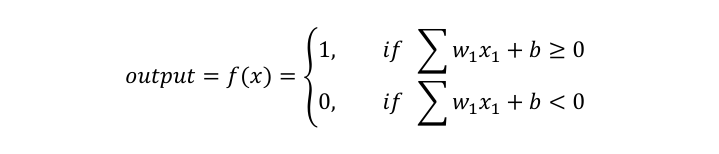 output = f(x) = { 1, if ∑ w₁x₁ + b ≥ 0
0, if ∑ w₁x₁ + b < 0